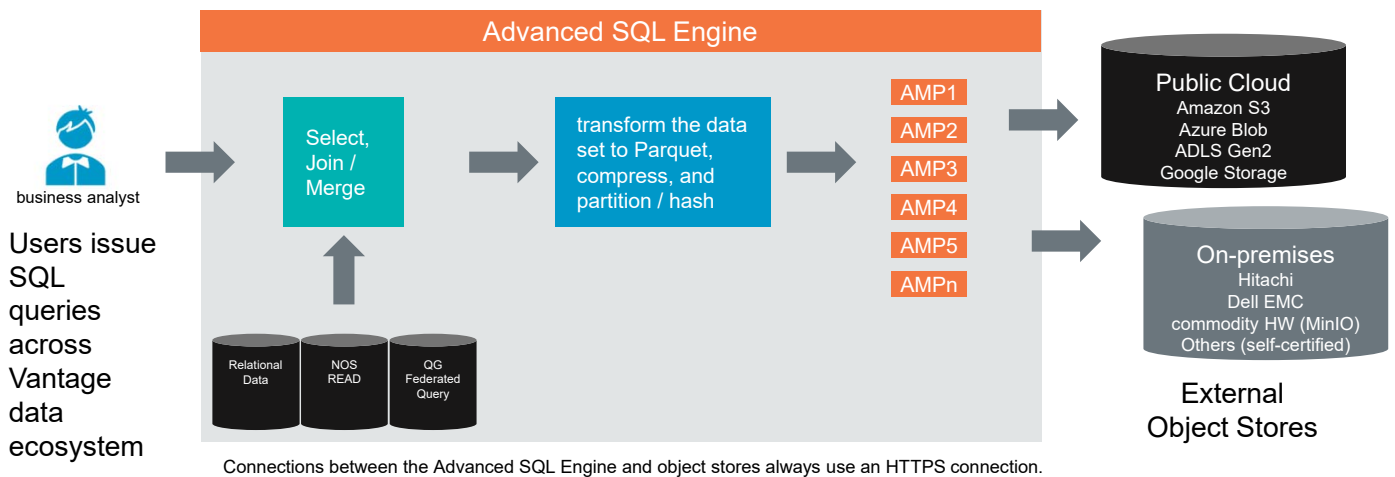 Advanced SQL Engine
business analyst
Users issue
SQL
queries
across
Vantage
data
ecosystem
Select,
Join /
Merge
transform the data
set to Parquet,
compress, and
partition / hash
AMP1
AMP2
AMP3
AMP4
AMP5
AMPn
Relational
Data
NOS
READ
QG
Federated
Query
Public Cloud
Amazon S3
Azure Blob
ADLS Gen2
Google Storage
On-premises
Hitachi
Dell EMC
commodity HW (MinIO)
Others (self-certified)
External
Object Stores
Connections between the Advanced SQL Engine and object stores always use an HTTPS connection.